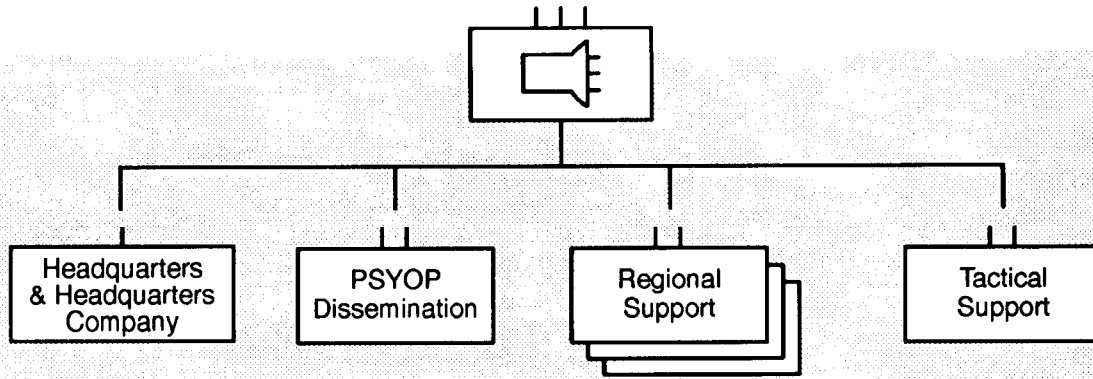 Headquarters
& Headquarters
Company
PSYOP
Dissemination
Regional
Support
Tactical
Support